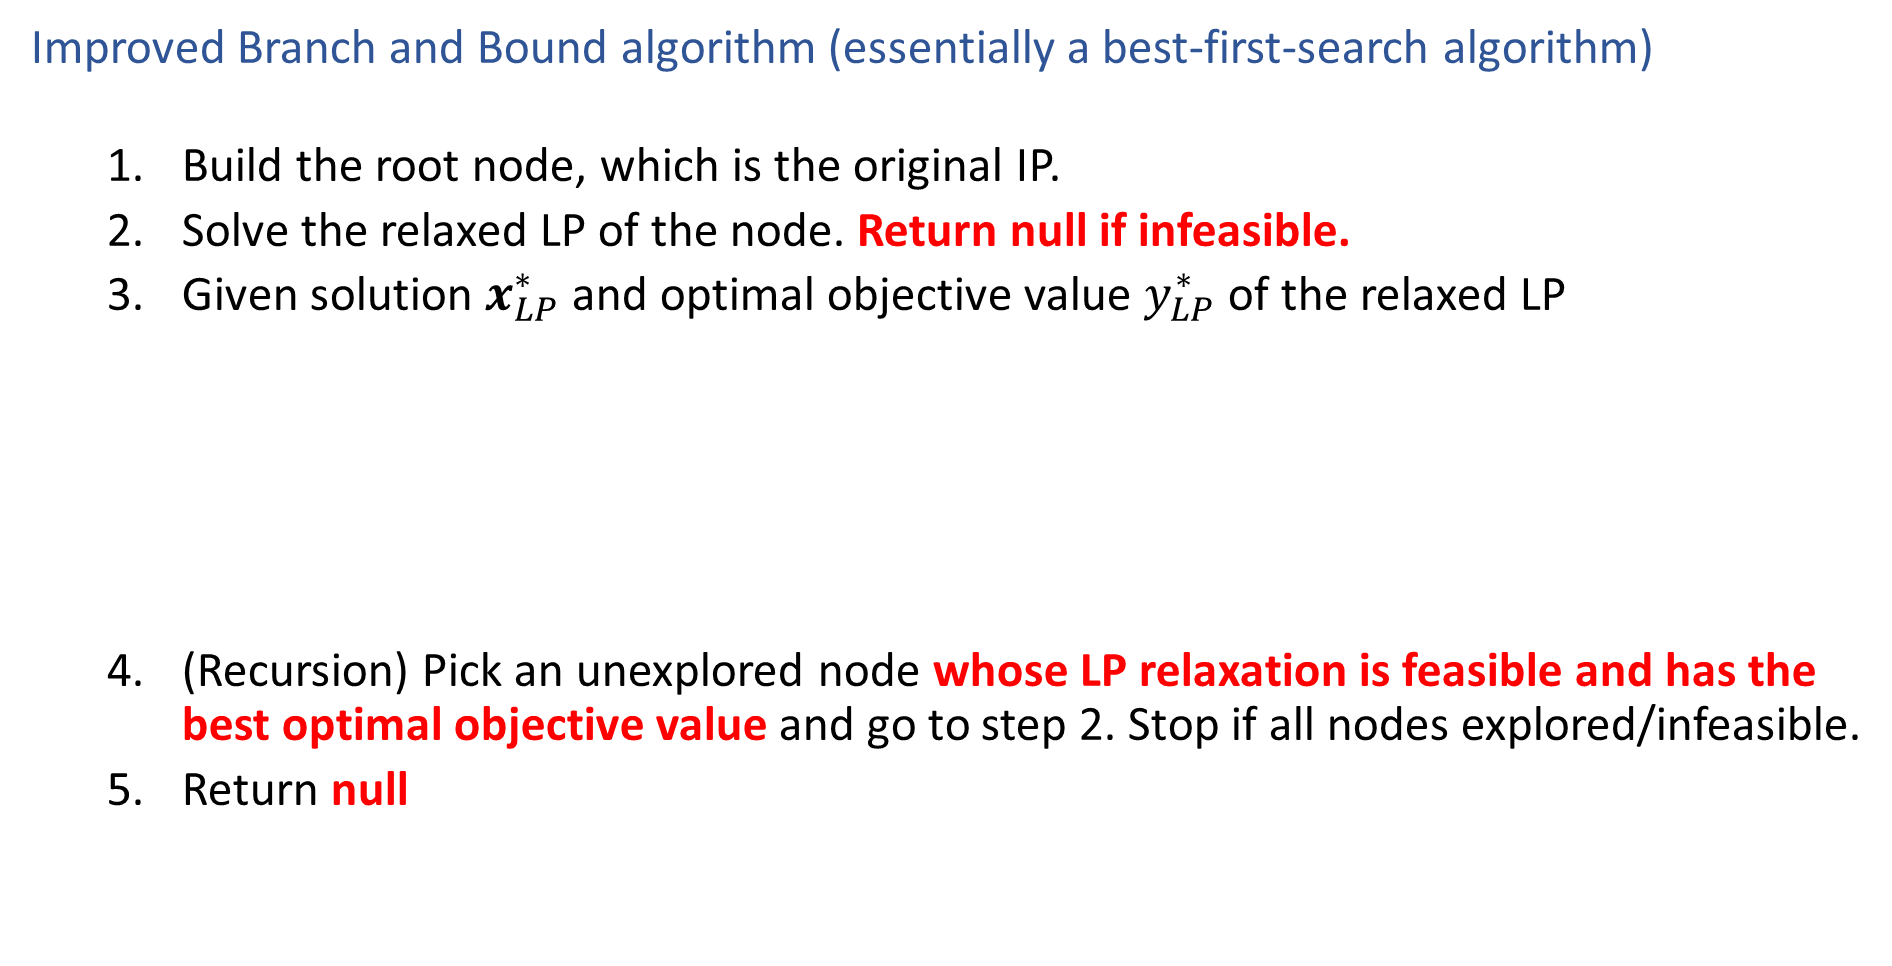 Improved Branch and Bound algorithm (essentially a best-first-search algorithm)
1. Build the root node, which is the original IP.
2. Solve the relaxed LP of the node. Return null if infeasible.
3. Given solution 𝒙*_LP and optimal objective value y*_LP of the relaxed LP
4. (Recursion) Pick an unexplored node whose LP relaxation is feasible and has the
best optimal objective value and go to step 2. Stop if all nodes explored/infeasible.
5. Return null